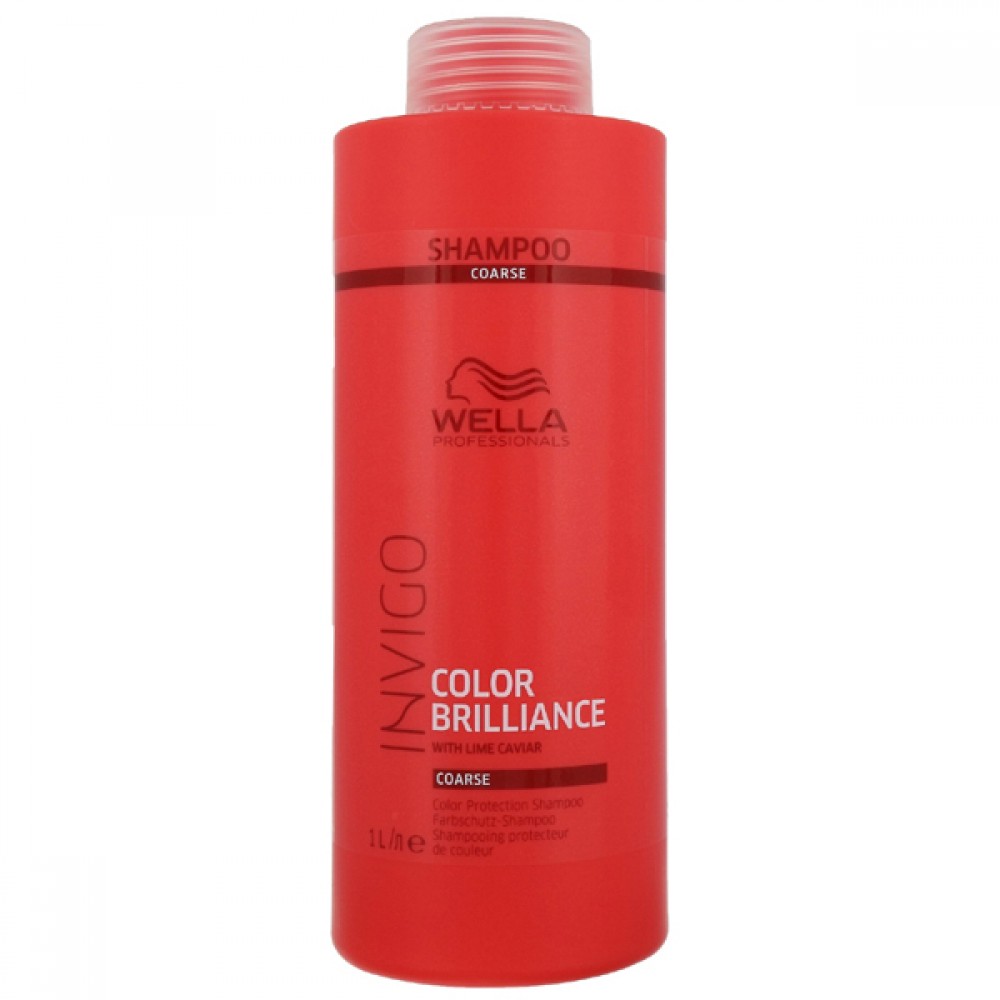 SHAMPOO
COARSE
WELLA
PROFESSIONALS
INVIGO
COLOR
BRILLIANCE
WITH LIME CAVIAR
COARSE
Color Protection Shampoo
Farbschutz-Shampoo
Shampooing protecteur
de couleur
1 L/n e